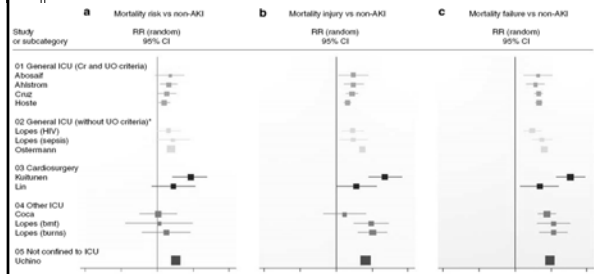 a Mortality risk vs non-AKI
b Mortality injury vs non-AKI
c Mortality failure vs non-AKI
Study
or subcategory
RR (random)
95% CI
RR (random)
95% CI
RR (random)
95% CI
01 General ICU (Cr and UO criteria)
Abosaif
Ahlstrom
Cruz
Hoste
02 General ICU (without UO criteria)*
Lopes (HIV)
Lopes (sepsis)
Ostermann
03 Cardiosurgery
Kuitunen
Lin
04 Other ICU
Coca
Lopes (bmt)
Lopes (burns)
05 Not confined to ICU
Uchino